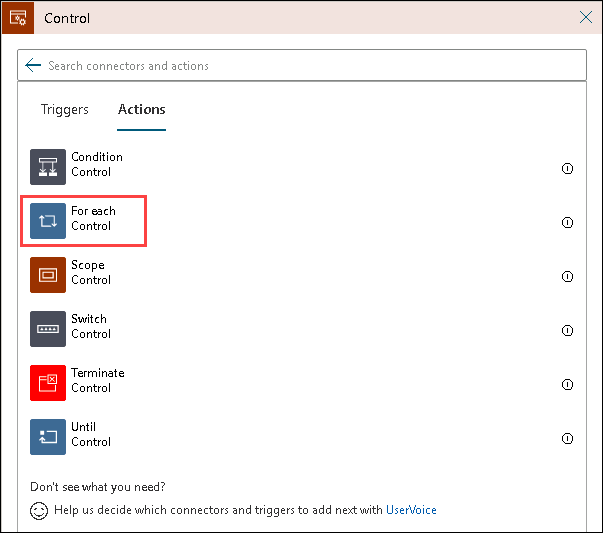 Control
Search connectors and actions
Triggers Actions
Condition
Control
For each
Control
Scope
Control
Switch
Control
Terminate
Control
Until
Control
Don't see what you need?
Help us decide which connectors and triggers to add next with UserVoice